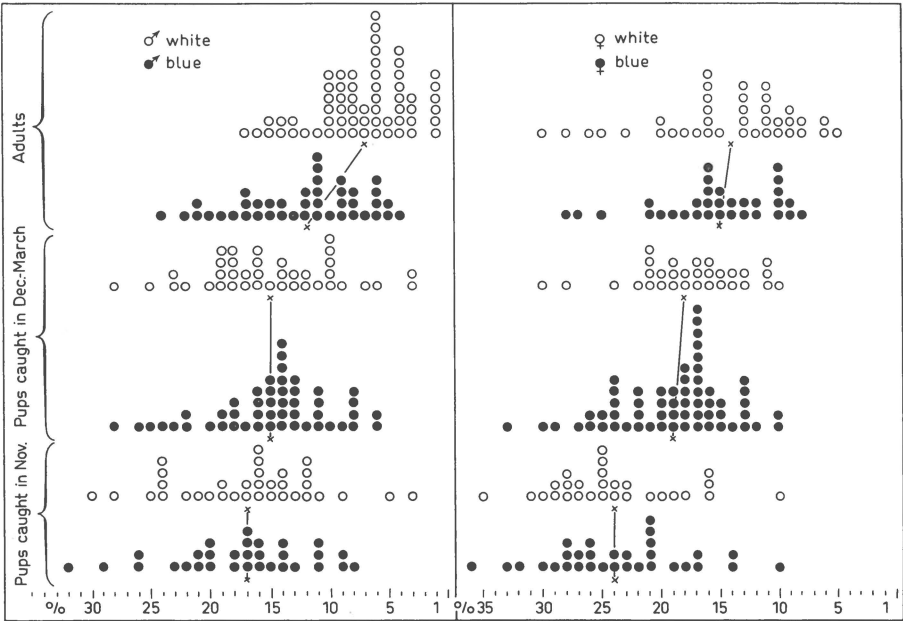 ♂ white
♂ blue
♀ white
♀ blue
Adults
Pups caught in Dec.-March
Pups caught in Nov.
% 30 25 20 15 10 5 1
% 35 30 25 20 15 10 5 1